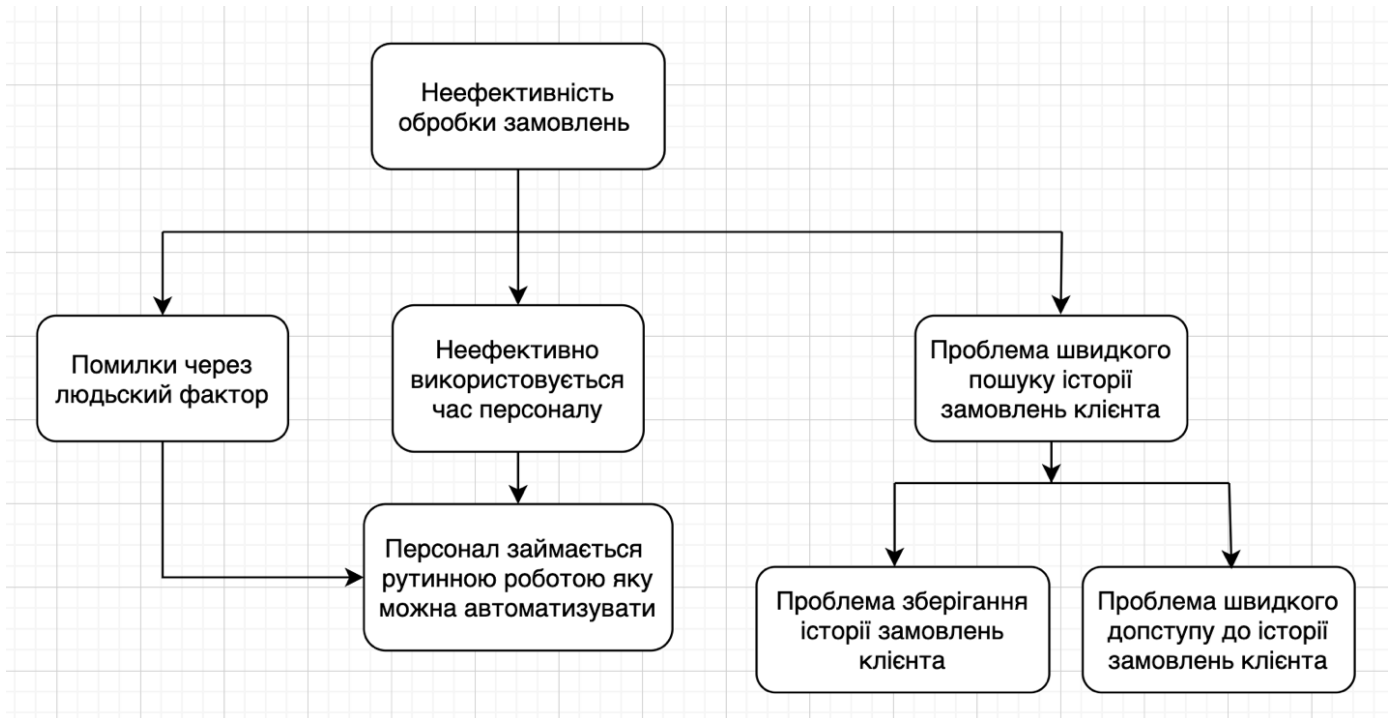 Неефективність
обробки замовлень
Помилки через
людьский фактор
Неефективно
використовується
час персоналу
Проблема швидкого
пошуку історії
замовлень клієнта
Персонал займається
рутинною роботою яку
можна автоматизувати
Проблема зберігання
історії замовлень
клієнта
Проблема швидкого
допступу до історії
замовлень клієнта